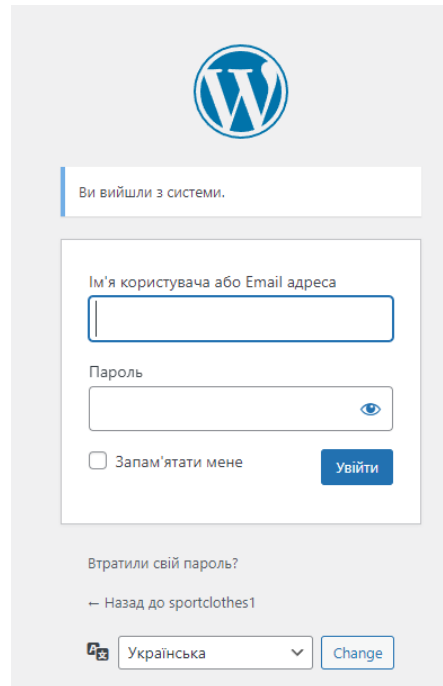 Ви вийшли з системи.
Ім'я користувача або Email адреса
Пароль
Запам'ятати мене
Увійти
Втратили свій пароль?
← Назад до sportclothes1
Українська
Change